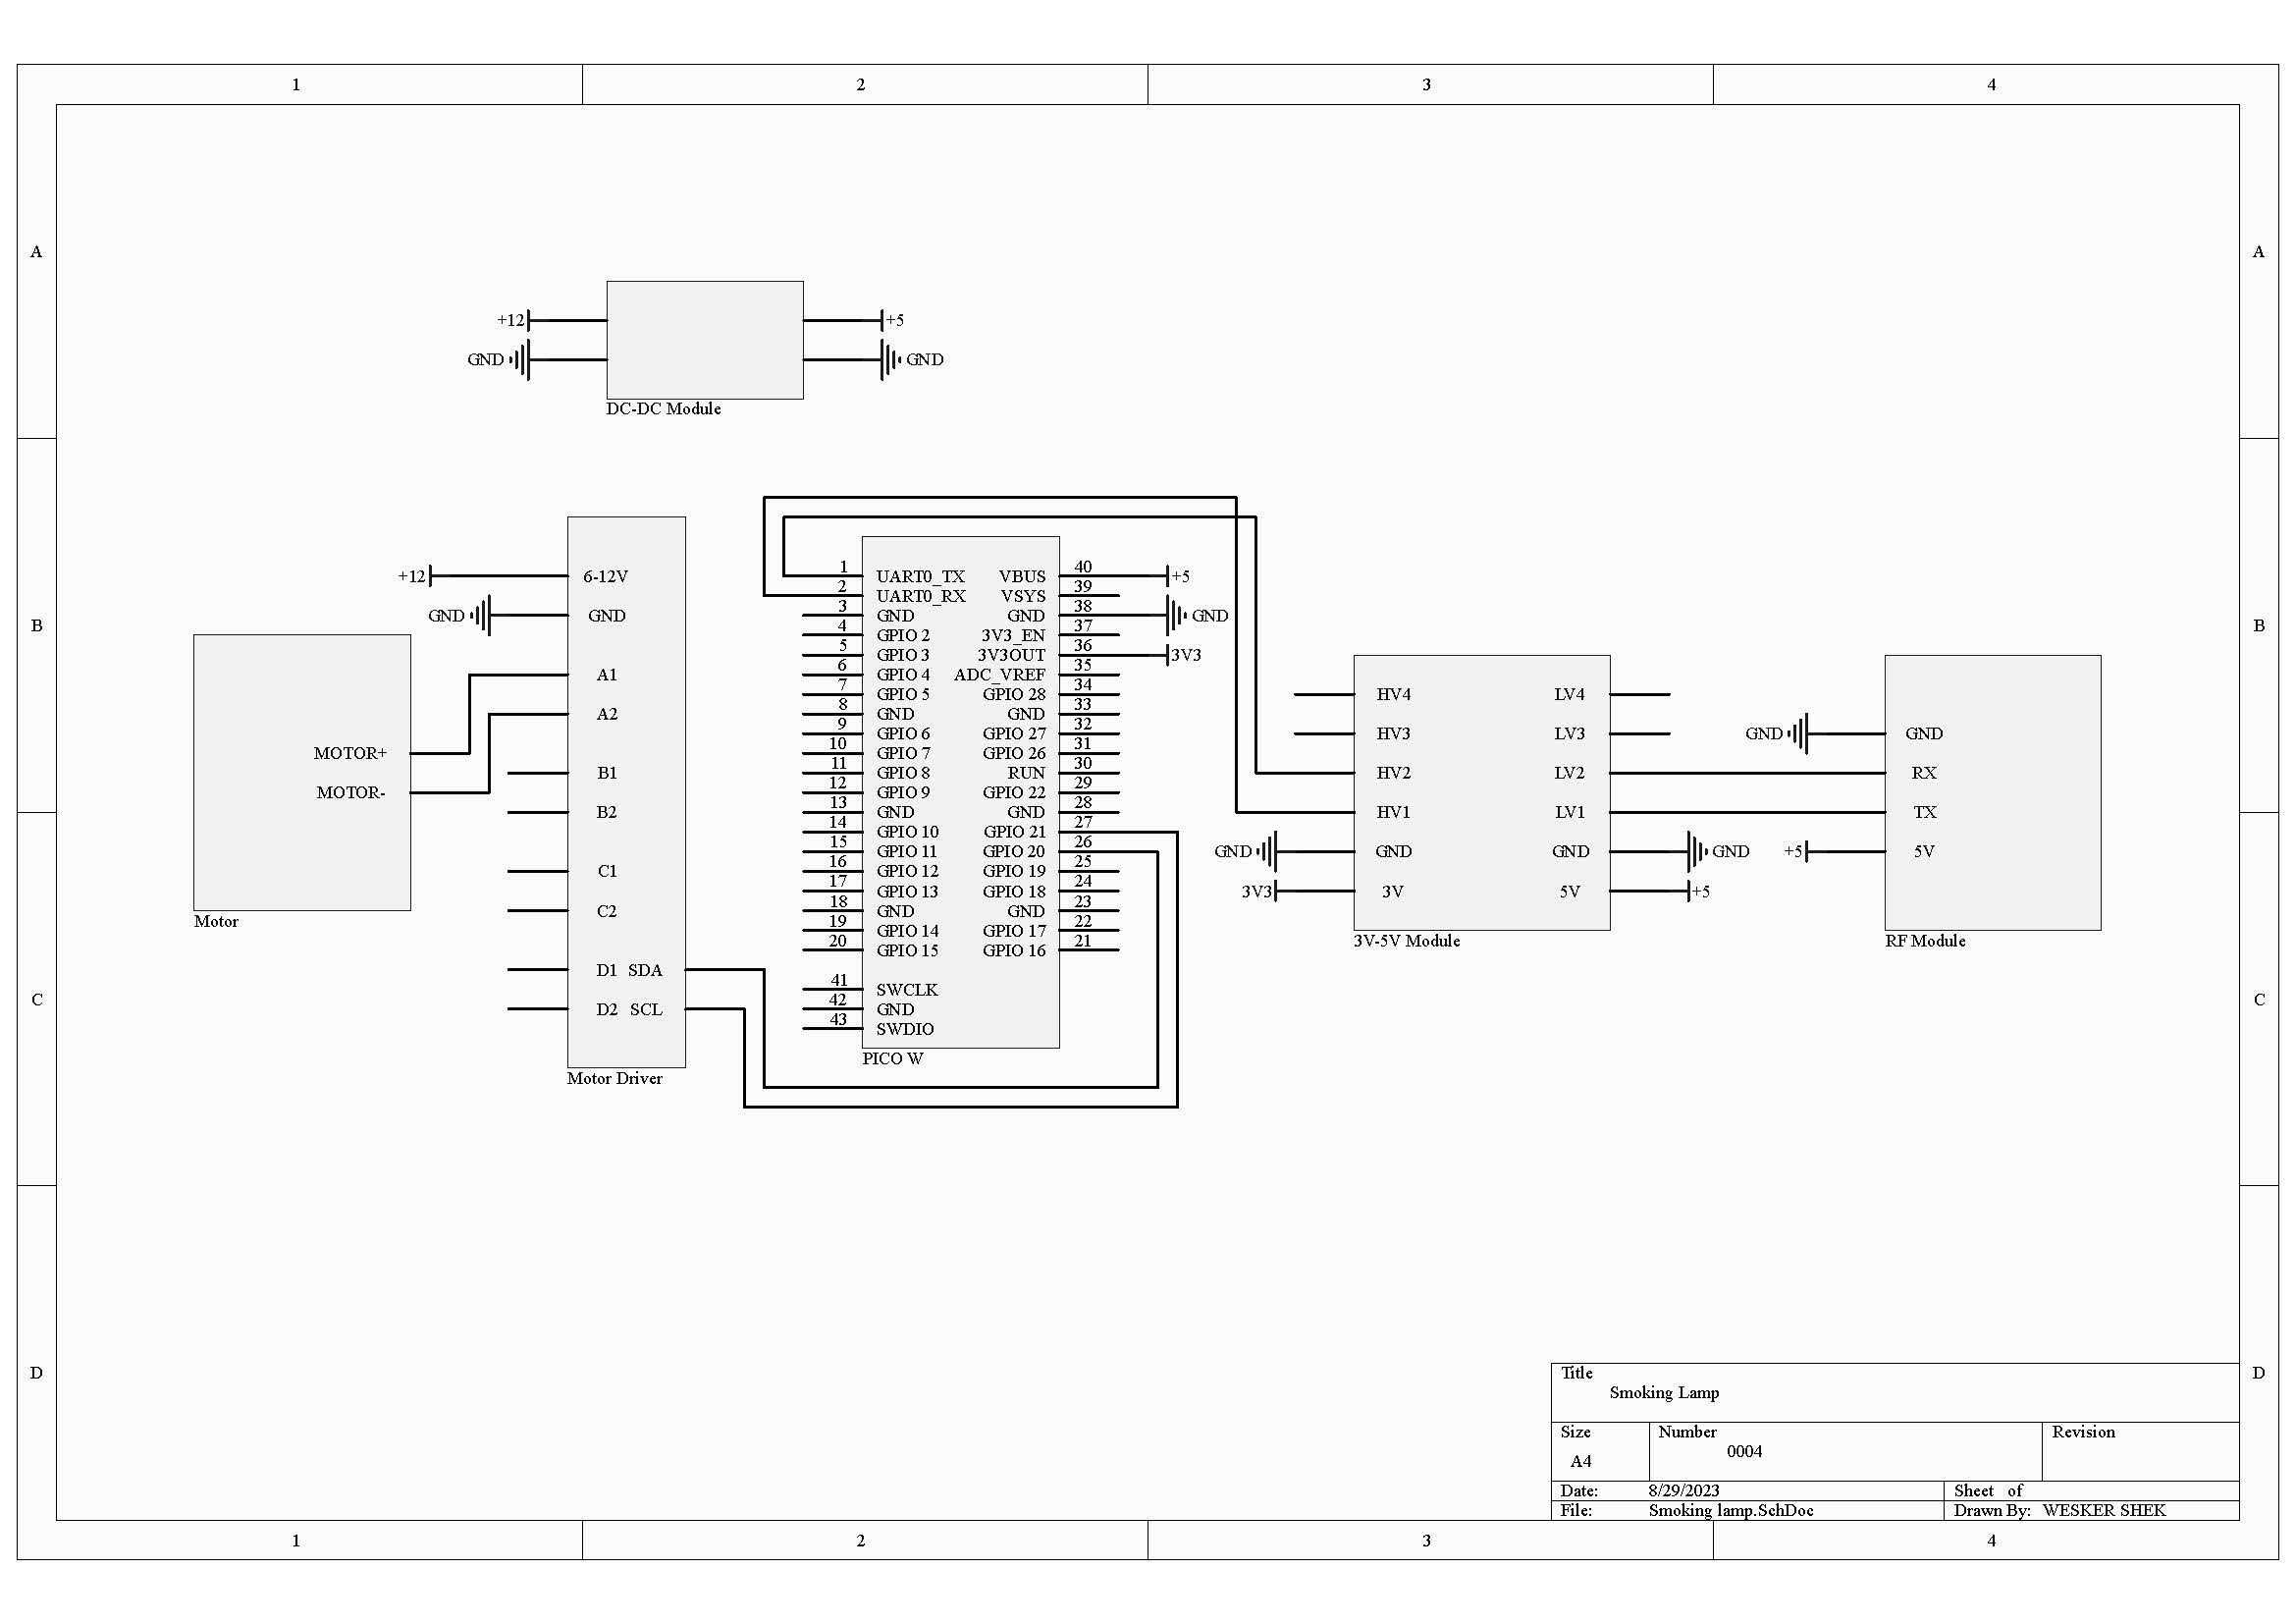 1 2 3 4
A A
+12 +5
GND GND
DC-DC Module
B B
+12 6-12V
GND GND
A1
A2
B1
B2
C1
C2
D1 SDA
D2 SCL
Motor Driver
MOTOR+
MOTOR-
Motor
1 UART0_TX VBUS 40 +5
2 UART0_RX VSYS 39
3 GND GND 38 GND
4 GPIO 2 3V3_EN 37
5 GPIO 3 3V3OUT 36 3V3
6 GPIO 4 ADC_VREF 35
7 GPIO 5 GPIO 28 34
8 GND GND 33
9 GPIO 6 GPIO 27 32
10 GPIO 7 GPIO 26 31
11 GPIO 8 RUN 30
12 GPIO 9 GPIO 22 29
13 GND GND 28
14 GPIO 10 GPIO 21 27
15 GPIO 11 GPIO 20 26
16 GPIO 12 GPIO 19 25
17 GPIO 13 GPIO 18 24
18 GND GND 23
19 GPIO 14 GPIO 17 22
20 GPIO 15 GPIO 16 21
41 SWCLK
42 GND
43 SWDIO
PICO W
HV4 LV4
HV3 LV3
HV2 LV2
HV1 LV1
GND GND GND GND
3V3 3V 5V +5
3V-5V Module
GND GND
RX
TX
+5 5V
RF Module
C C
D D
Title
Smoking Lamp
Size Number Revision
0004
A4
Date: 8/29/2023 Sheet of
File: Smoking lamp.SchDoc Drawn By: WESKER SHEK
1 2 3 4